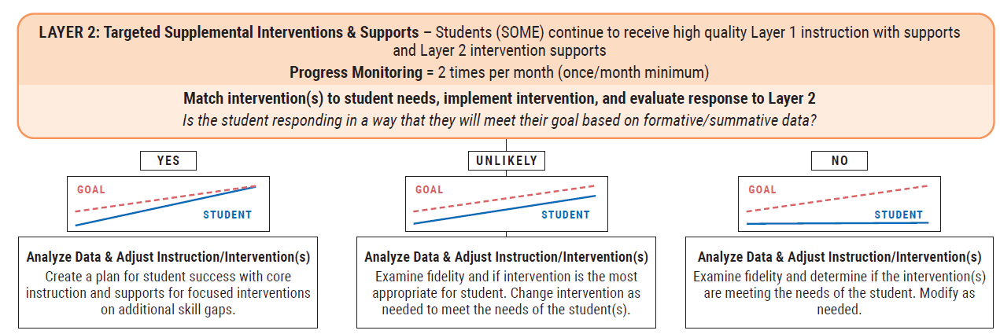 LAYER 2: Targeted Supplemental Interventions & Supports – Students (SOME) continue to receive high quality Layer 1 instruction with supports
and Layer 2 intervention supports
Progress Monitoring = 2 times per month (once/month minimum)
Match intervention(s) to student needs, implement intervention, and evaluate response to Layer 2
Is the student responding in a way that they will meet their goal based on formative/summative data?
YES
GOAL
STUDENT
Analyze Data & Adjust Instruction/Intervention(s)
Create a plan for student success with core
instruction and supports for focused interventions
on additional skill gaps.
UNLIKELY
GOAL
STUDENT
Analyze Data & Adjust Instruction/Intervention(s)
Examine fidelity and if intervention is the most
appropriate for student. Change intervention as
needed to meet the needs of the student(s).
NO
GOAL
STUDENT
Analyze Data & Adjust Instruction/Intervention(s)
Examine fidelity and determine if the intervention(s)
are meeting the needs of the student. Modify as
needed.